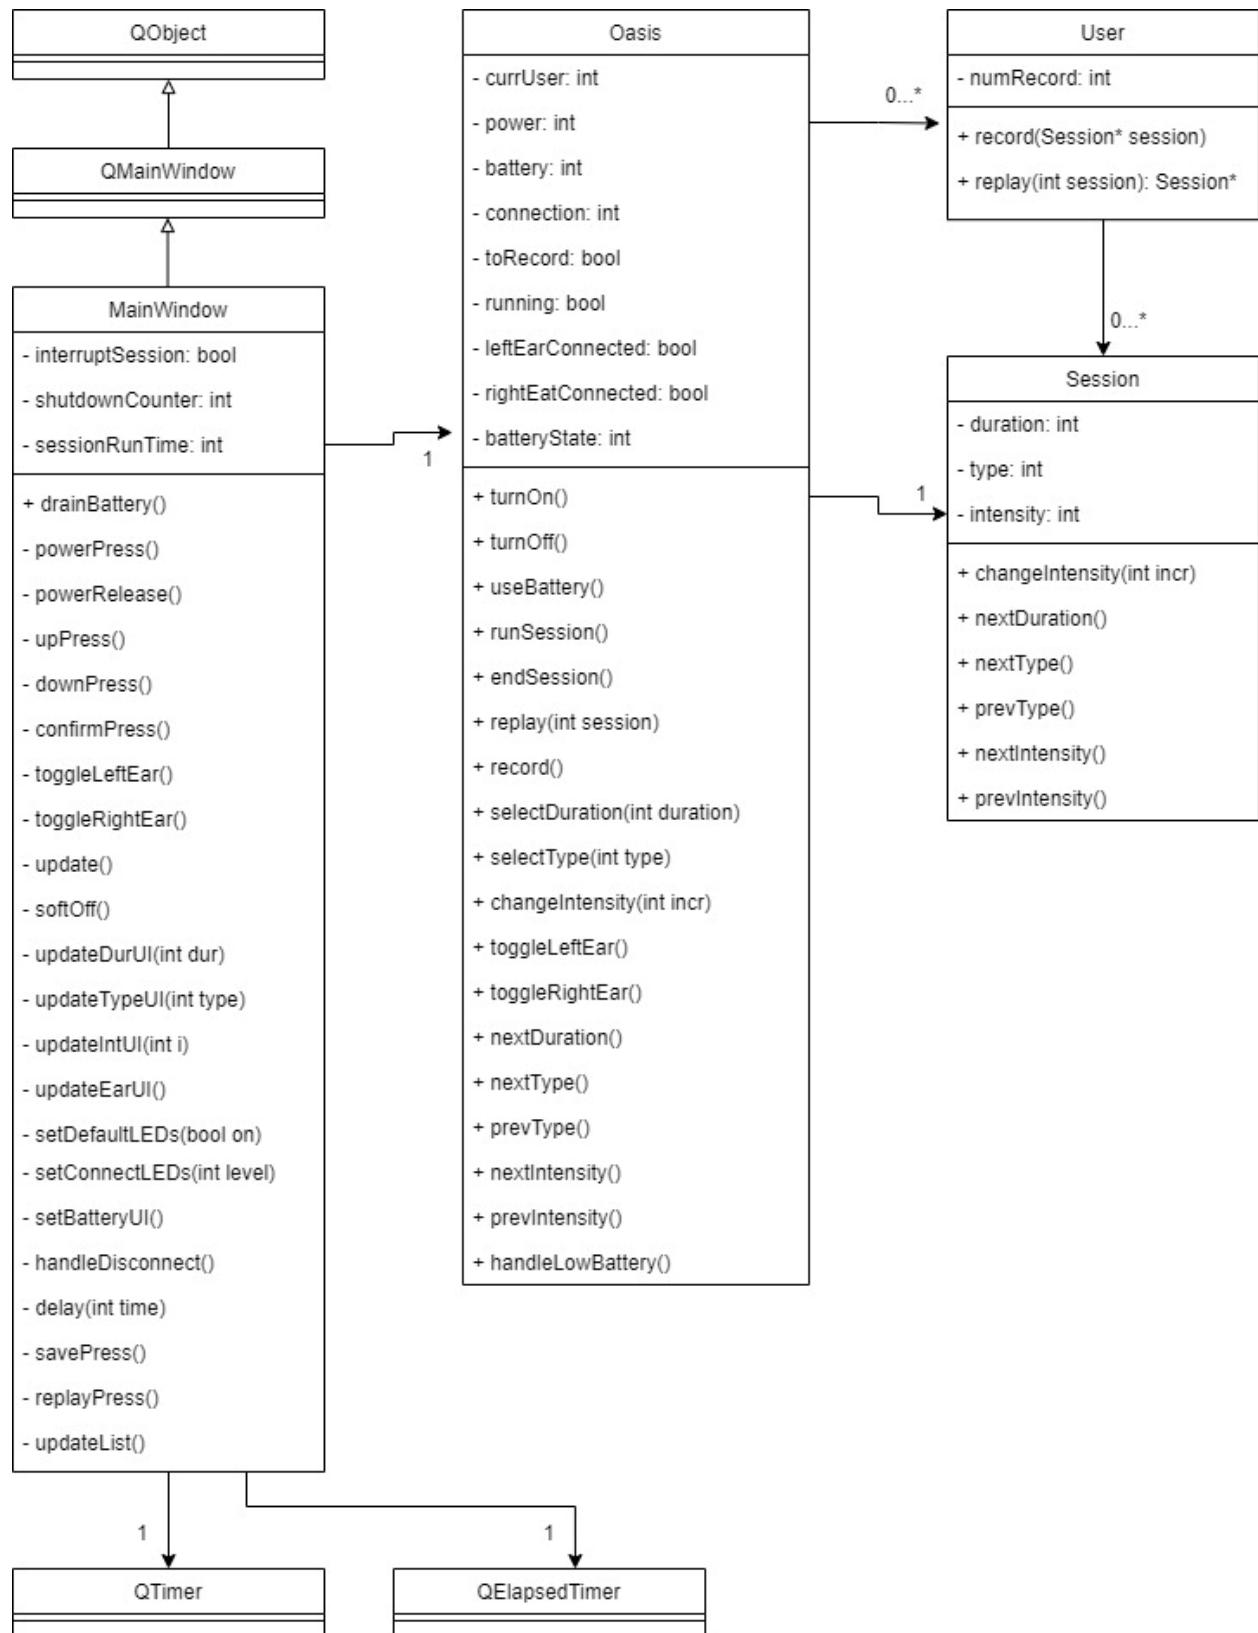 QObject
QMainWindow
MainWindow
- interruptSession: bool
- shutdownCounter: int
- sessionRunTime: int
+ drainBattery()
- powerPress()
- powerRelease()
- upPress()
- downPress()
- confirmPress()
- toggleLeftEar()
- toggleRightEar()
- update()
- softOff()
- updateDurUI(int dur)
- updateTypeUI(int type)
- updateIntUI(int i)
- updateEarUI()
- setDefaultLEDs(bool on)
- setConnectLEDs(int level)
- setBatteryUI()
- handleDisconnect()
- delay(int time)
- savePress()
- replayPress()
- updateList()
1
Oasis
- currUser: int
- power: int
- battery: int
- connection: int
- toRecord: bool
- running: bool
- leftEarConnected: bool
- rightEatConnected: bool
- batteryState: int
+ turnOn()
+ turnOff()
+ useBattery()
+ runSession()
+ endSession()
+ replay(int session)
+ record()
+ selectDuration(int duration)
+ selectType(int type)
+ changeIntensity(int incr)
+ toggleLeftEar()
+ toggleRightEar()
+ nextDuration()
+ nextType()
+ prevType()
+ nextIntensity()
+ prevIntensity()
+ handleLowBattery()
0...*
User
- numRecord: int
+ record(Session* session)
+ replay(int session): Session*
0...*
1
Session
- duration: int
- type: int
- intensity: int
+ changeIntensity(int incr)
+ nextDuration()
+ nextType()
+ prevType()
+ nextIntensity()
+ prevIntensity()
1
QTimer
1
QElapsedTimer